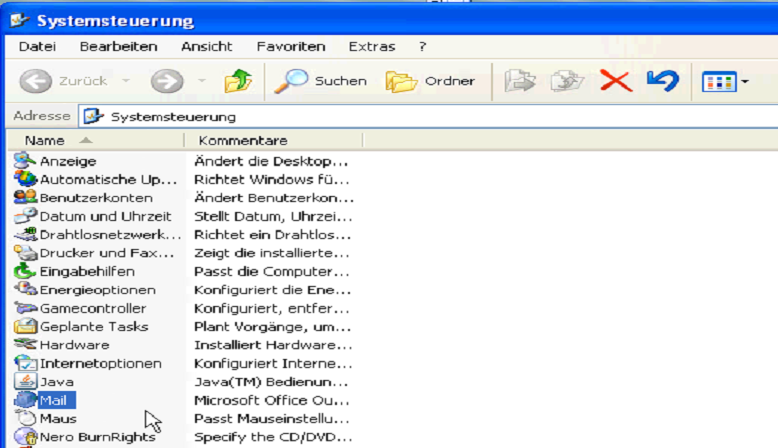 Systemsteuerung
Datei Bearbeiten Ansicht Favoriten Extras ?
Zurück Suchen Ordner
Adresse Systemsteuerung
Name Kommentare
Anzeige Ändert die Desktop...
Automatische Up... Richtet Windows fü...
Benutzerkonten Ändert Benutzerkon...
Datum und Uhrzeit Stellt Datum, Uhrzei...
Drahtlosnetzwerk... Richtet ein Drahtlos...
Drucker und Fax... Zeigt die installierte...
Eingabehilfen Passt die Computer...
Energieoptionen Konfiguriert die Ene...
Gamecontroller Konfiguriert, entfer...
Geplante Tasks Plant Vorgänge, um...
Hardware Installiert Hardware...
Internetoptionen Konfiguriert Interne...
Java Java(TM) Bedienun...
Mail Microsoft Office Ou...
Maus Passt Mauseinstellu...
Nero BurnRights Specify the CD/DVD...